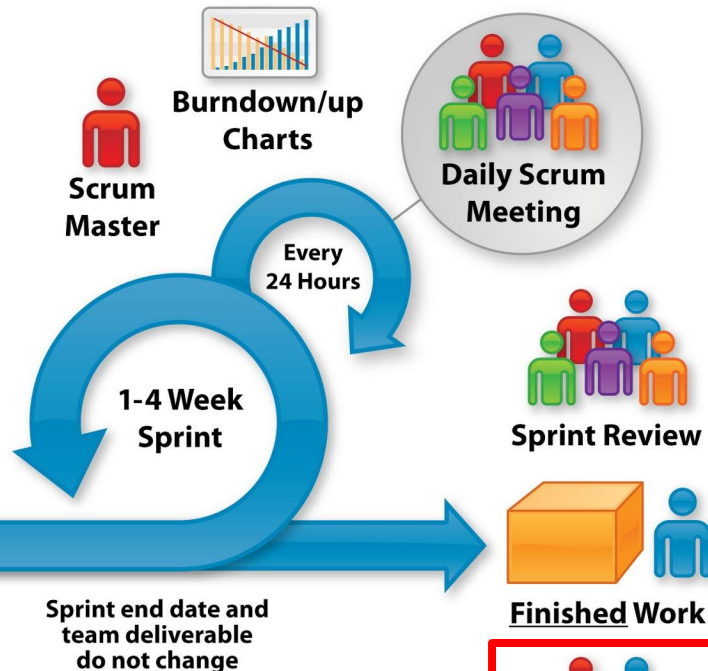 Burndown/up
Charts
Scrum
Master
Daily Scrum
Meeting
Every
24 Hours
1-4 Week
Sprint
Sprint Review
Finished Work
Sprint end date and
team deliverable
do not change